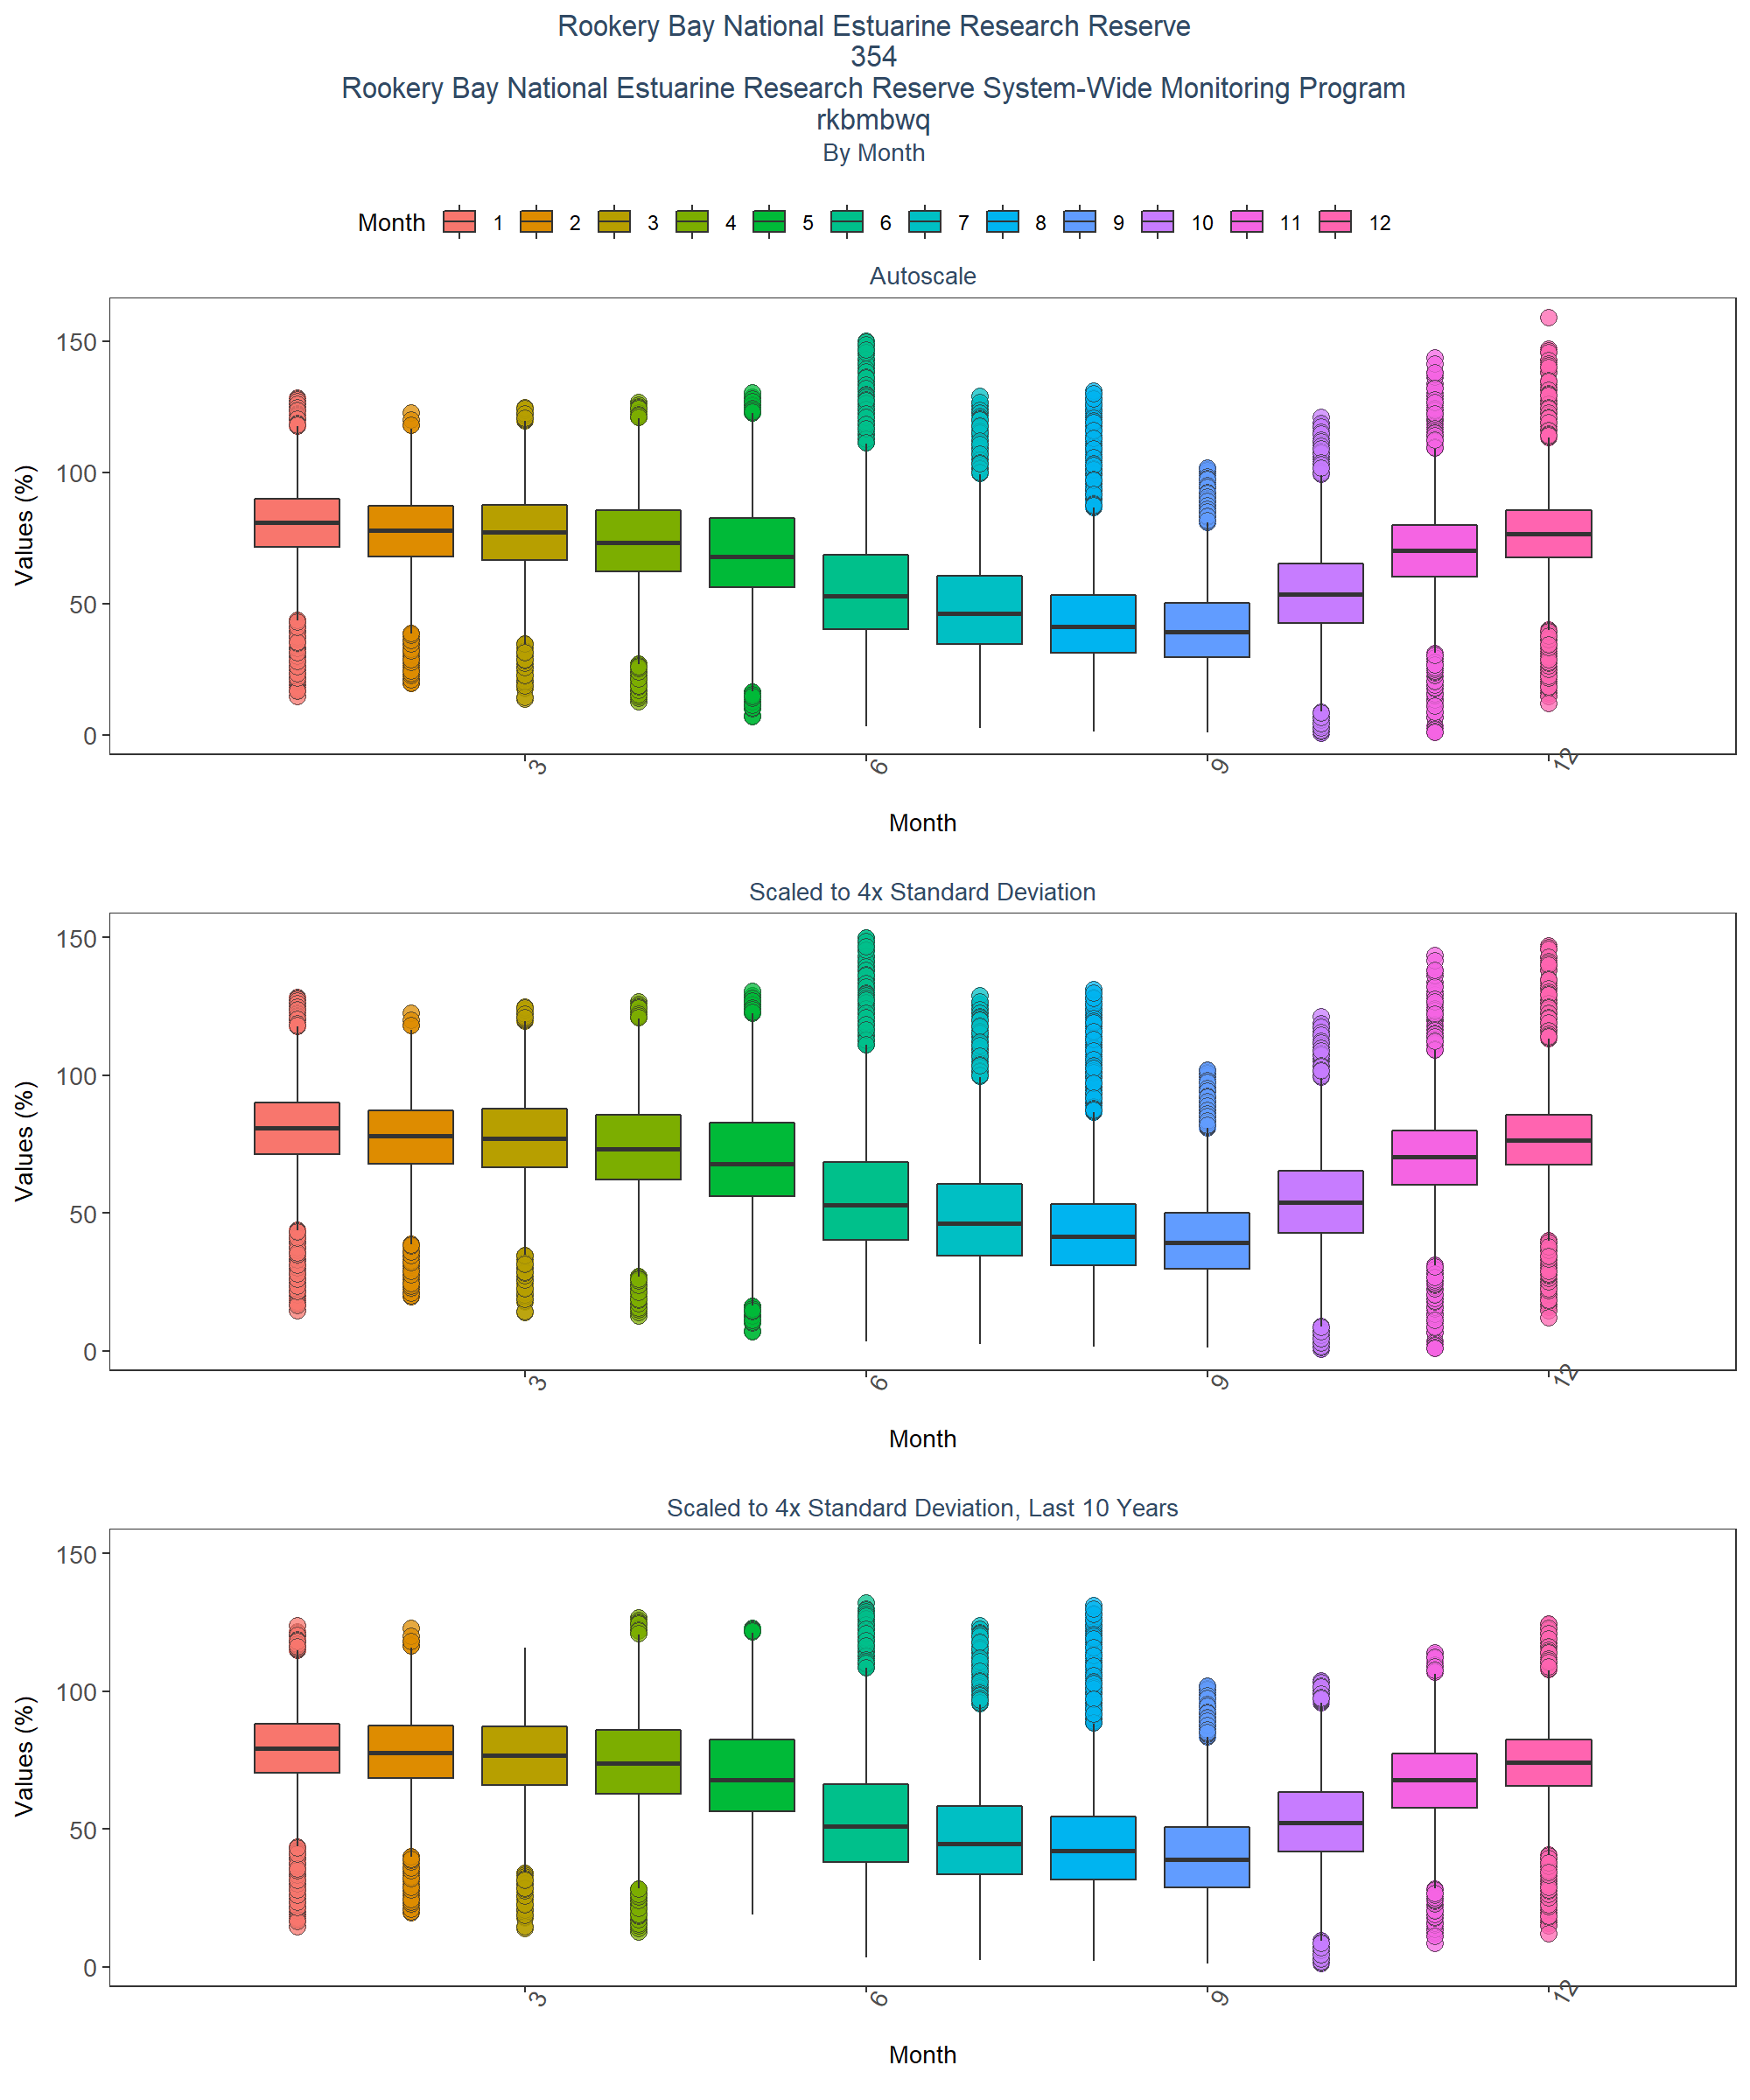 Rookery Bay National Estuarine Research Reserve
354
Rookery Bay National Estuarine Research Reserve System-Wide Monitoring Program
rkbmbwq
By Month
Month 1 2 3 4 5 6 7 8 9 10 11 12
Autoscale
Values (%)
150
100
50
0
3 6 9 12
Month
Scaled to 4x Standard Deviation
Values (%)
150
100
50
0
3 6 9 12
Month
Scaled to 4x Standard Deviation, Last 10 Years
Values (%)
150
100
50
0
3 6 9 12
Month